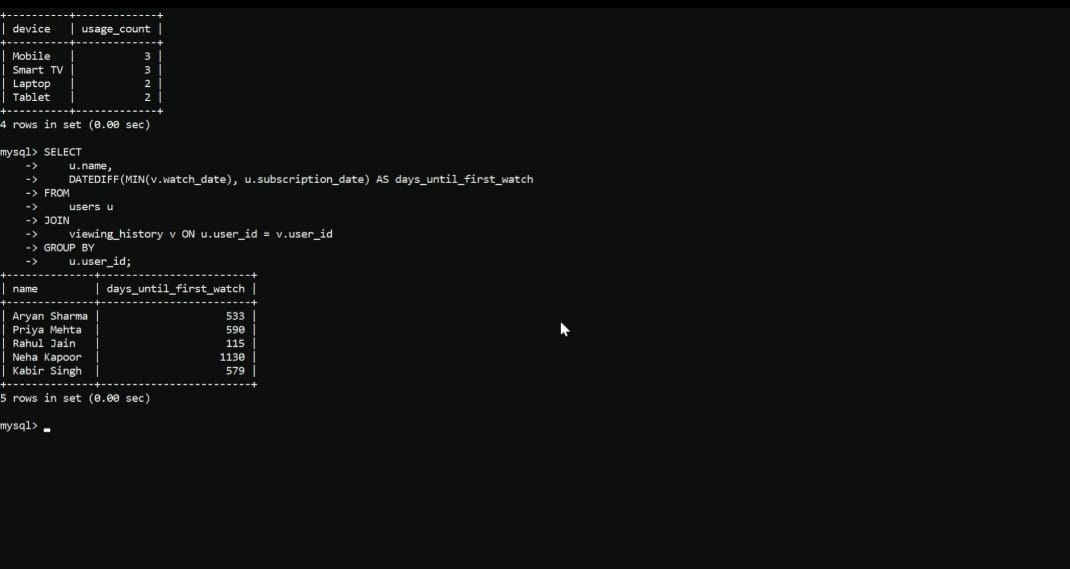 +----------+-------------+
| device   | usage_count |
+----------+-------------+
| Mobile   |           3 |
| Smart TV |           3 |
| Laptop   |           2 |
| Tablet   |           2 |
+----------+-------------+
4 rows in set (0.00 sec)
mysql> SELECT
    ->     u.name,
    ->     DATEDIFF(MIN(v.watch_date), u.subscription_date) AS days_until_first_watch
    -> FROM
    ->     users u
    -> JOIN
    ->     viewing_history v ON u.user_id = v.user_id
    -> GROUP BY
    ->     u.user_id;
+--------------+------------------------+
| name         | days_until_first_watch |
+--------------+------------------------+
| Aryan Sharma |                    533 |
| Priya Mehta  |                    590 |
| Rahul Jain   |                    115 |
| Neha Kapoor  |                   1130 |
| Kabir Singh  |                    579 |
+--------------+------------------------+
5 rows in set (0.00 sec)
mysql> _